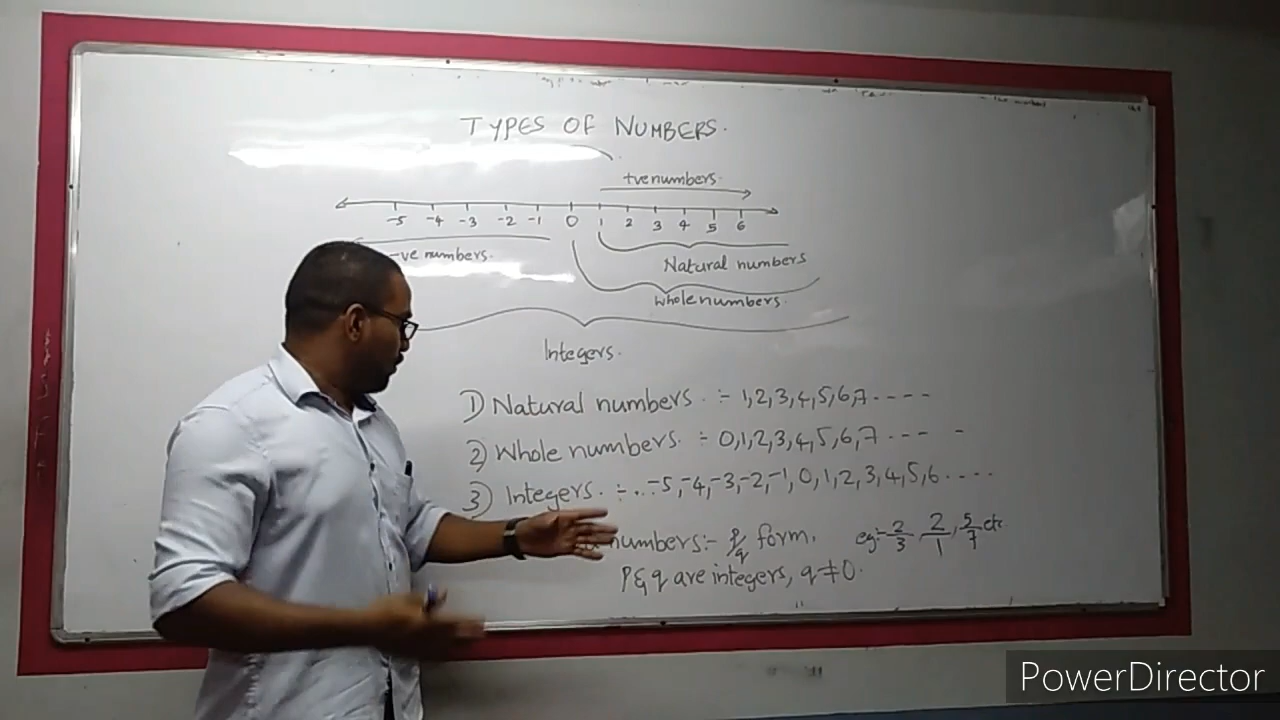 TYPES OF NUMBERS.
+ve numbers.
-5 -4 -3 -2 -1 0 1 2 3 4 5 6
-ve numbers.
Natural numbers
whole numbers.
Integers.
1) Natural numbers. :- 1,2,3,4,5,6,7.----
2) Whole numbers. :- 0,1,2,3,4,5,6,7.--- -
3) Integers. :- ..-5,-4,-3,-2,-1,0,1,2,3,4,5,6....
numbers:- p/q form. eg:- 2/3, 2/1, 5/7 etc
P & q are integers, q ≠ 0.
PowerDirector